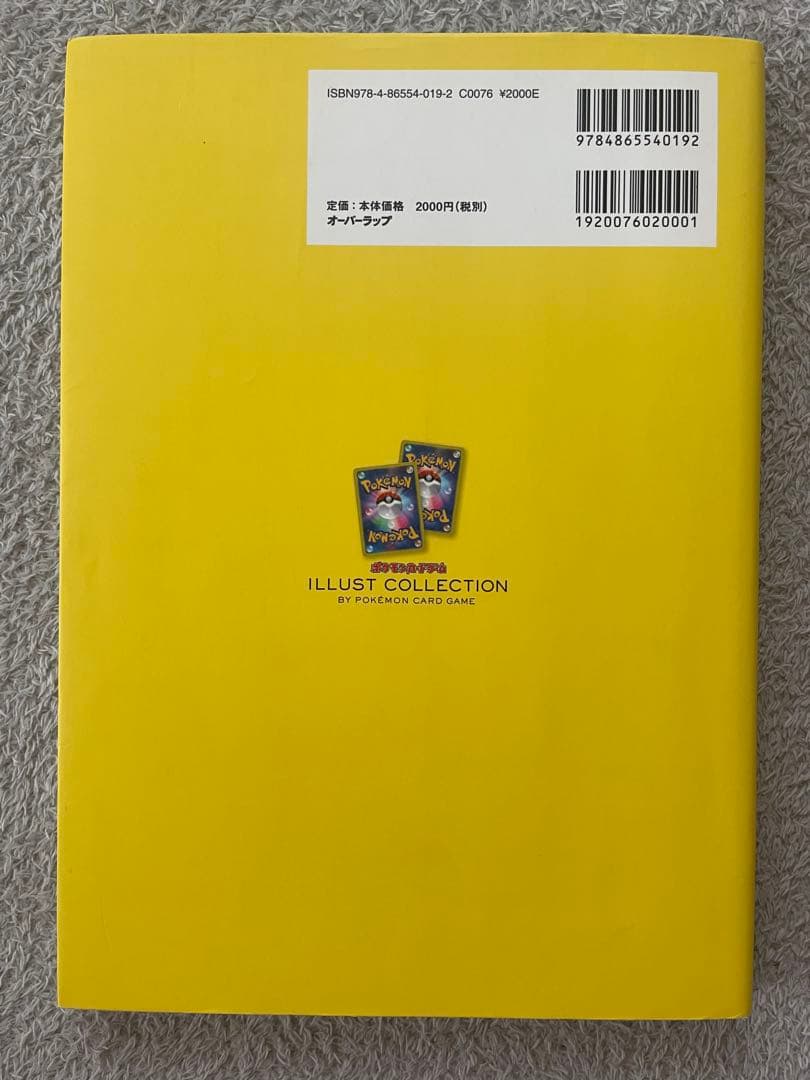 ISBN978-4-86554-019-2 C0076 ¥2000E
9784865540192
定価：本体価格 2000円（税別）
オーバーラップ
1920076020001
POKéMON
POKéMON
POKéMON
POKéMON
ポケモンカードゲーム
ILLUST COLLECTION
BY POKÉMON CARD GAME